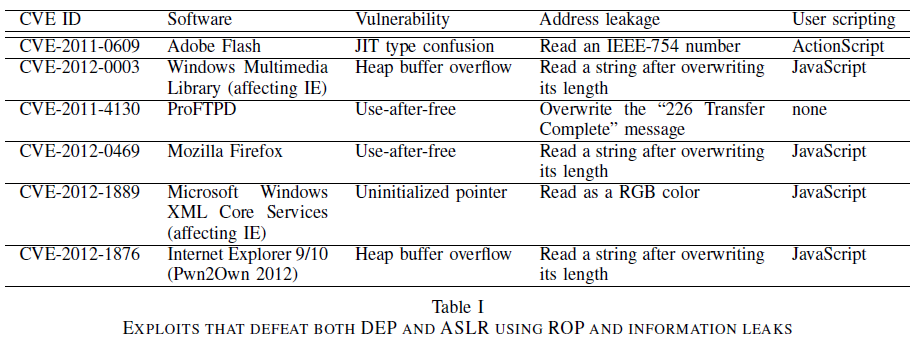 CVE ID Software Vulnerability Address leakage User scripting
CVE-2011-0609 Adobe Flash JIT type confusion Read an IEEE-754 number ActionScript
CVE-2012-0003 Windows Multimedia Heap buffer overflow Read a string after overwriting JavaScript
Library (affecting IE) its length
CVE-2011-4130 ProFTPD Use-after-free Overwrite the “226 Transfer none
Complete” message
CVE-2012-0469 Mozilla Firefox Use-after-free Read a string after overwriting JavaScript
its length
CVE-2012-1889 Microsoft Windows Uninitialized pointer Read as a RGB color JavaScript
XML Core Services
(affecting IE)
CVE-2012-1876 Internet Explorer 9/10 Heap buffer overflow Read a string after overwriting JavaScript
(Pwn2Own 2012) its length
Table I
EXPLOITS THAT DEFEAT BOTH DEP AND ASLR USING ROP AND INFORMATION LEAKS